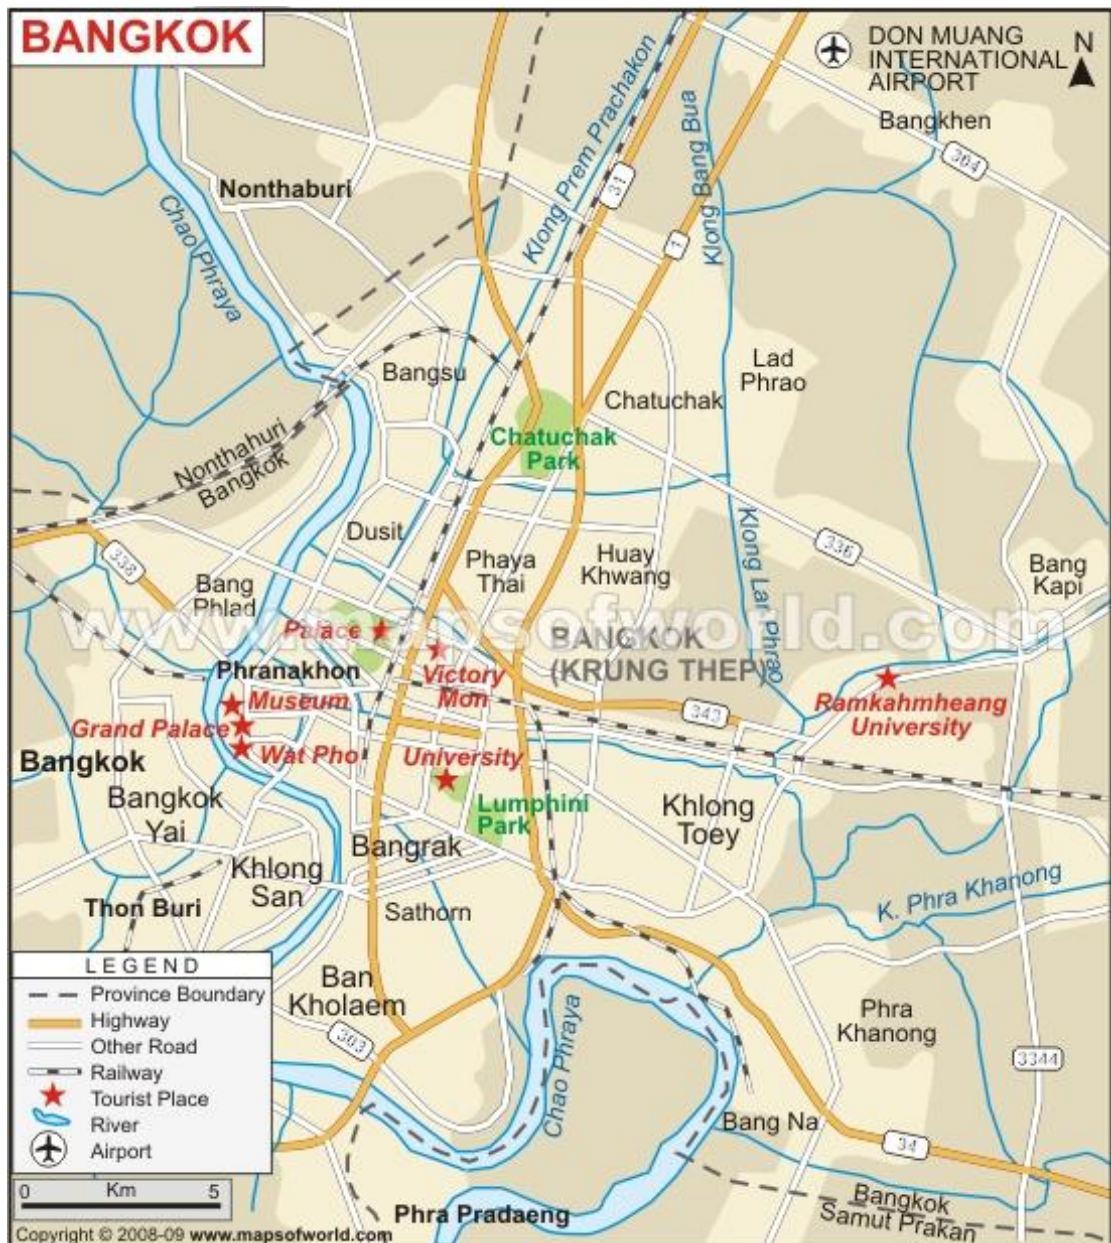 BANGKOK
DON MUANG
INTERNATIONAL
AIRPORT
N
Bangkhen
304
Klong Prem Prachakon
Klong Bang Bua
31
1
Nonthaburi
Chao Phraya
Bangsu
Lad
Phrao
Chatuchak
Chatuchak
Park
Nonthahuri
Bangkok
338
Dusit
Phaya
Thai
Huay
Khwang
Klong Lar Phrao
336
Bang
Kapi
Bang
Phlad
www.mapsofworld.com
Palace
BANGKOK
(KRUNG THEP)
Phranakhon
Victory
Mon
Museum
Grand Palace
Wat Pho
University
343
Ramkahmheang
University
Bangkok
Bangkok
Yai
Lumphini
Park
Khlong
Toey
Bangrak
Khlong
San
Thon Buri
Sathorn
K. Phra Khanong
Ban
Kholaem
303
Chao Phraya
Phra
Khanong
3344
Bang Na
34
Bangkok
Samut Prakan
Phra Pradaeng
LEGEND
Province Boundary
Highway
Other Road
Railway
Tourist Place
River
Airport
0 Km 5
Copyright © 2008-09 www.mapsofworld.com